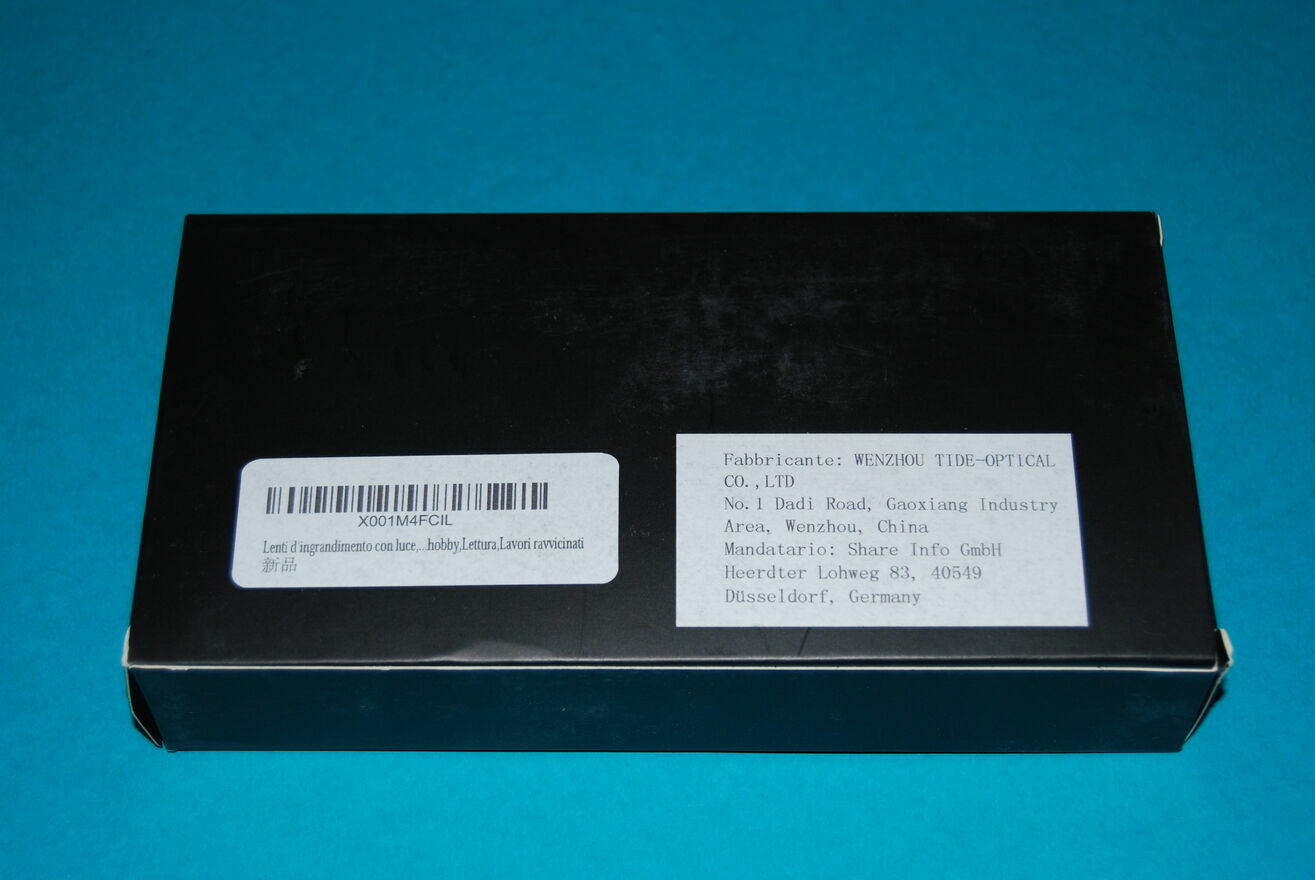 X001M4FCIL
Lenti d'ingrandimento con luce,...hobby,Lettura,Lavori ravvicinati
新品
Fabbricante: WENZHOU TIDE-OPTICAL
CO.,LTD
No.1 Dadi Road, Gaoxiang Industry
Area, Wenzhou, China
Mandatario: Share Info GmbH
Heerdter Lohweg 83, 40549
Düsseldorf, Germany